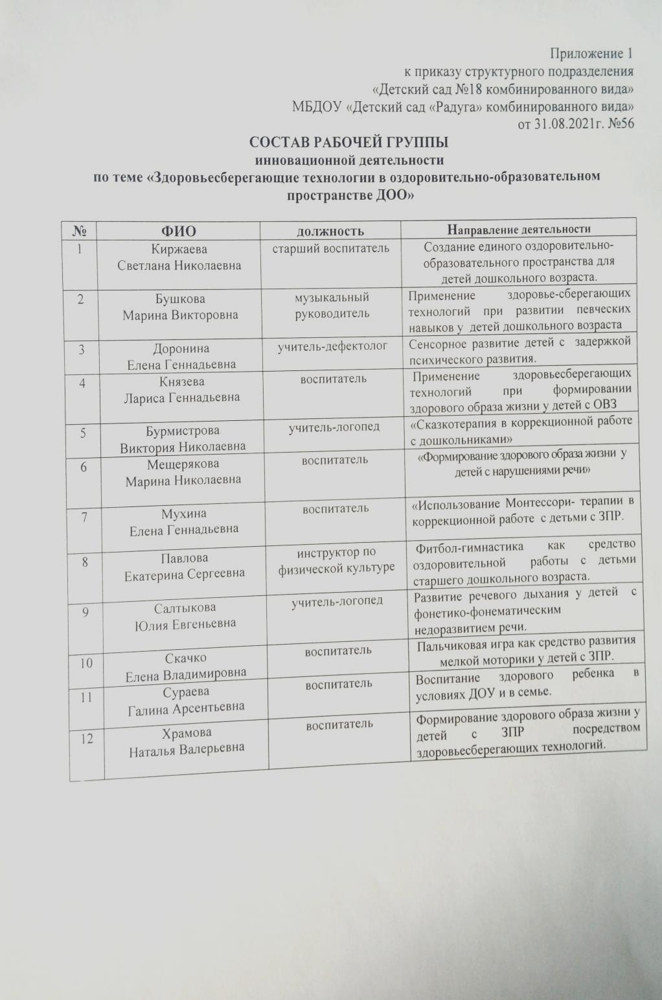 Приложение 1
к приказу структурного подразделения
«Детский сад №18 комбинированного вида»
МБДОУ «Детский сад «Радуга» комбинированного вида»
от 31.08.2021г. №56
СОСТАВ РАБОЧЕЙ ГРУППЫ
инновационной деятельности
по теме «Здоровьесберегающие технологии в оздоровительно-образовательном
пространстве ДОО»
№ ФИО должность Направление деятельности
1 Киржаева старший воспитатель Создание единого оздоровительно-
Светлана Николаевна образовательного пространства для
детей дошкольного возраста.
2 Бушкова музыкальный Применение здоровье-сберегающих
Марина Викторовна руководитель технологий при развитии певческих
навыков у детей дошкольного возраста
3 Доронина учитель-дефектолог Сенсорное развитие детей с задержкой
Елена Геннадьевна психического развития.
4 Князева воспитатель Применение здоровьесберегающих
Лариса Геннадьевна технологий при формировании
здорового образа жизни у детей с ОВЗ
5 Бурмистрова учитель-логопед «Сказкотерапия в коррекционной работе
Виктория Николаевна с дошкольниками»
6 Мещерякова воспитатель «Формирование здорового образа жизни у
Марина Николаевна детей с нарушениями речи»
7 Мухина воспитатель «Использование Монтессори- терапии в
Елена Геннадьевна коррекционной работе с детьми с ЗПР.
8 Павлова инструктор по Фитбол-гимнастика как средство
Екатерина Сергеевна физической культуре оздоровительной работы с детьми
старшего дошкольного возраста.
9 Салтыкова учитель-логопед Развитие речевого дыхания у детей с
Юлия Евгеньевна фонетико-фонематическим
недоразвитием речи.
10 Скачко воспитатель Пальчиковая игра как средство развития
Елена Владимировна мелкой моторики у детей с ЗПР.
11 Сураева воспитатель Воспитание здорового ребенка в
Галина Арсентьевна условиях ДОУ и в семье.
12 Храмова воспитатель Формирование здорового образа жизни у
Наталья Валерьевна детей с ЗПР посредством
здоровьесберегающих технологий.